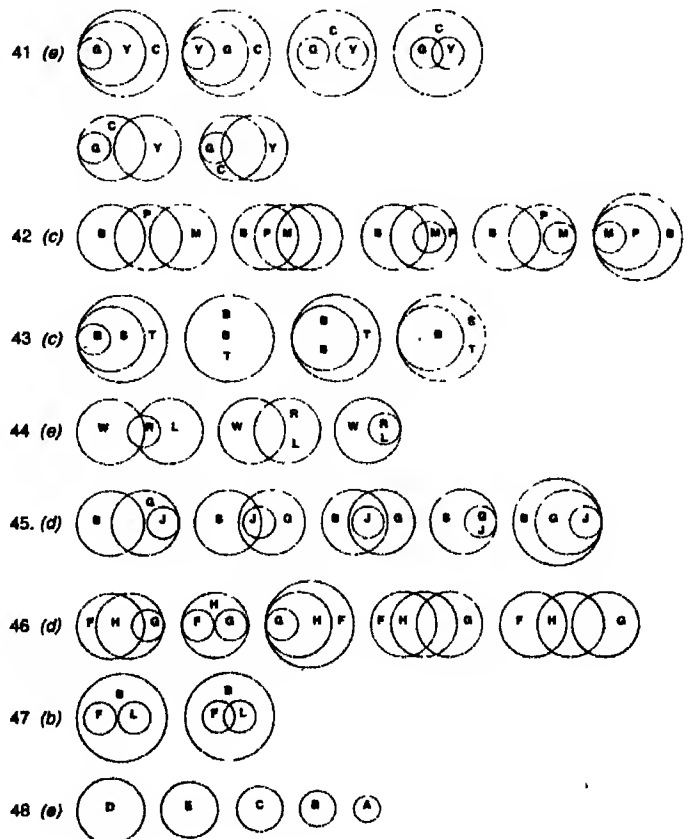 41 (e) G Y C Y G C C G Y C G Y
C G Y G C Y
42 (c) B P M B P M B M P B P M M P B
43 (c) B S T B B T B B T B S T
44 (e) W R L W R L W R L
45. (d) B G J S J G B J G B G J B G J
46 (d) F H G H F G G H F F H G F H G
47 (b) B F L B F L
48 (e) D E C B A